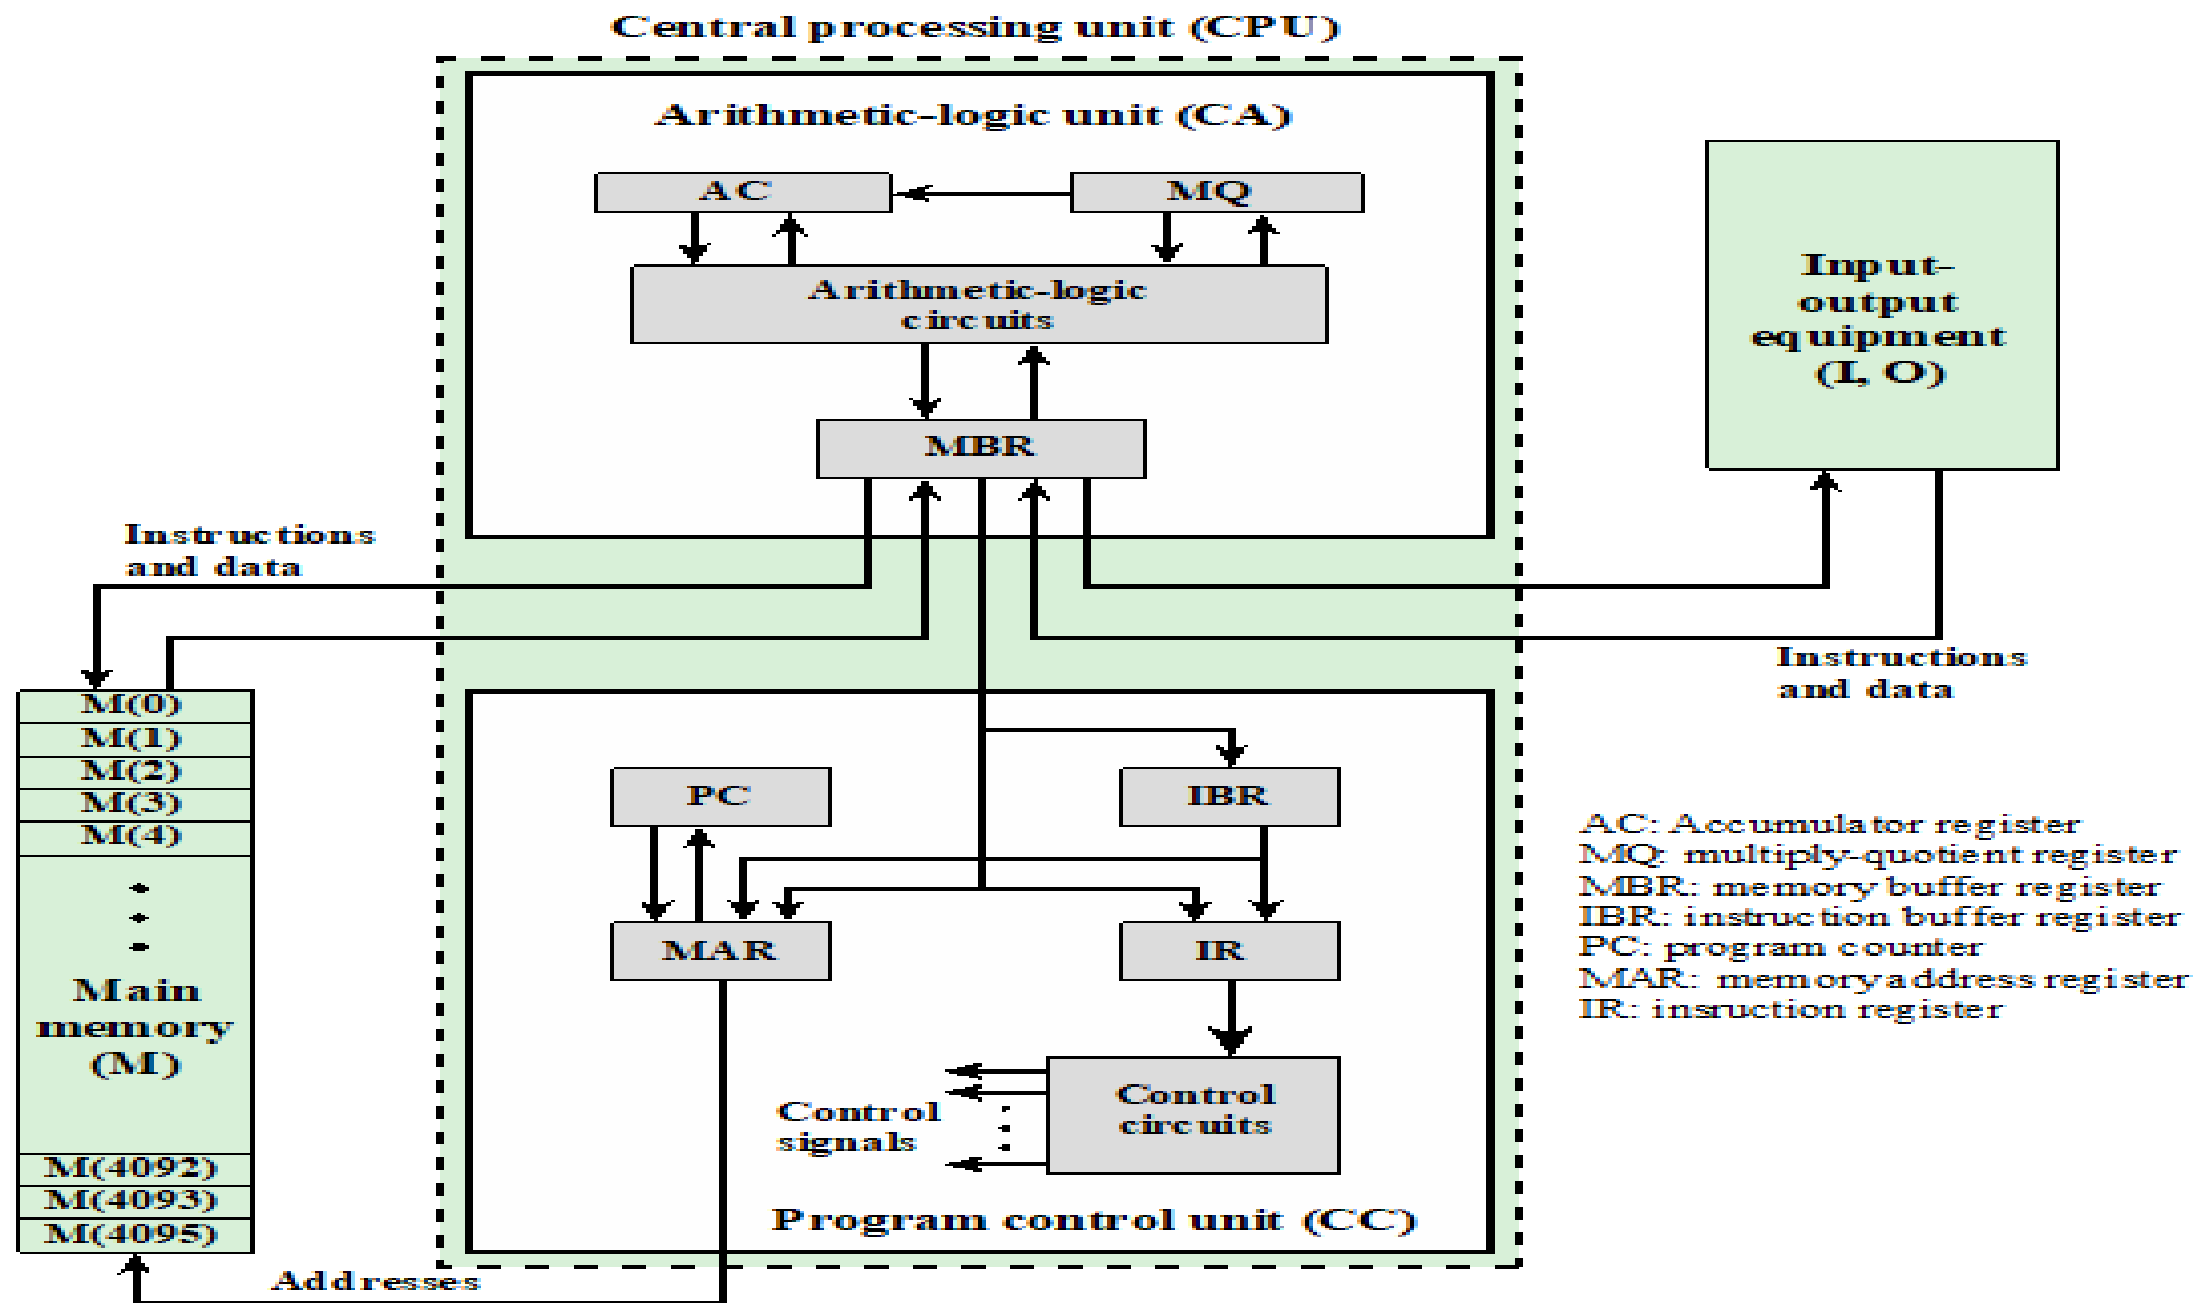 Central processing unit (CPU)
Arithmetic-logic unit (CA)
AC
MQ
Arithmetic-logic
circuits
MBR
Input-
output
equipment
(I, O)
Instructions
and data
Instructions
and data
M(0)
M(1)
M(2)
M(3)
M(4)
Main
memory
(M)
M(4092)
M(4093)
M(4095)
PC
IBR
MAR
IR
Control
circuits
Control
signals
Program control unit (CC)
Addresses
AC: Accumulator register
MQ: multiply-quotient register
MBR: memory buffer register
IBR: instruction buffer register
PC: program counter
MAR: memory address register
IR: insruction register